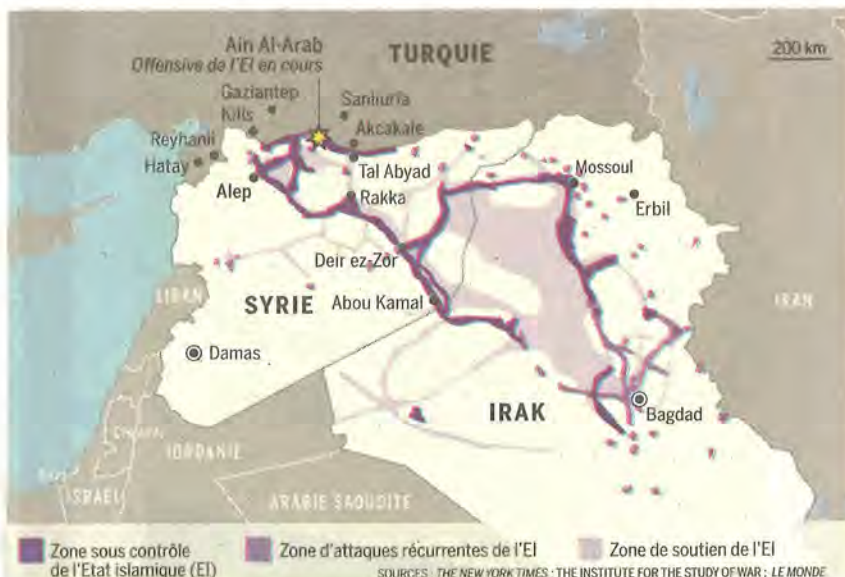 Ain Al-Arab
Offensive de l'EI en cours
TURQUIE
200 km
Gaziantep
Kilis
Sanliurfa
Reyhanli
Akcakale
Hatay
Tal Abyad
Mossoul
Alep
Rakka
Erbil
Deir ez-Zor
LIBAN
SYRIE
Abou Kamal
IRAN
Damas
IRAK
Bagdad
JORDANIE
ISRAËL
ARABIE SAOUDITE
Zone sous contrôle
de l'Etat islamique (EI)
Zone d'attaques récurrentes de l'EI
Zone de soutien de l'EI
SOURCES : THE NEW YORK TIMES ; THE INSTITUTE FOR THE STUDY OF WAR ; LE MONDE